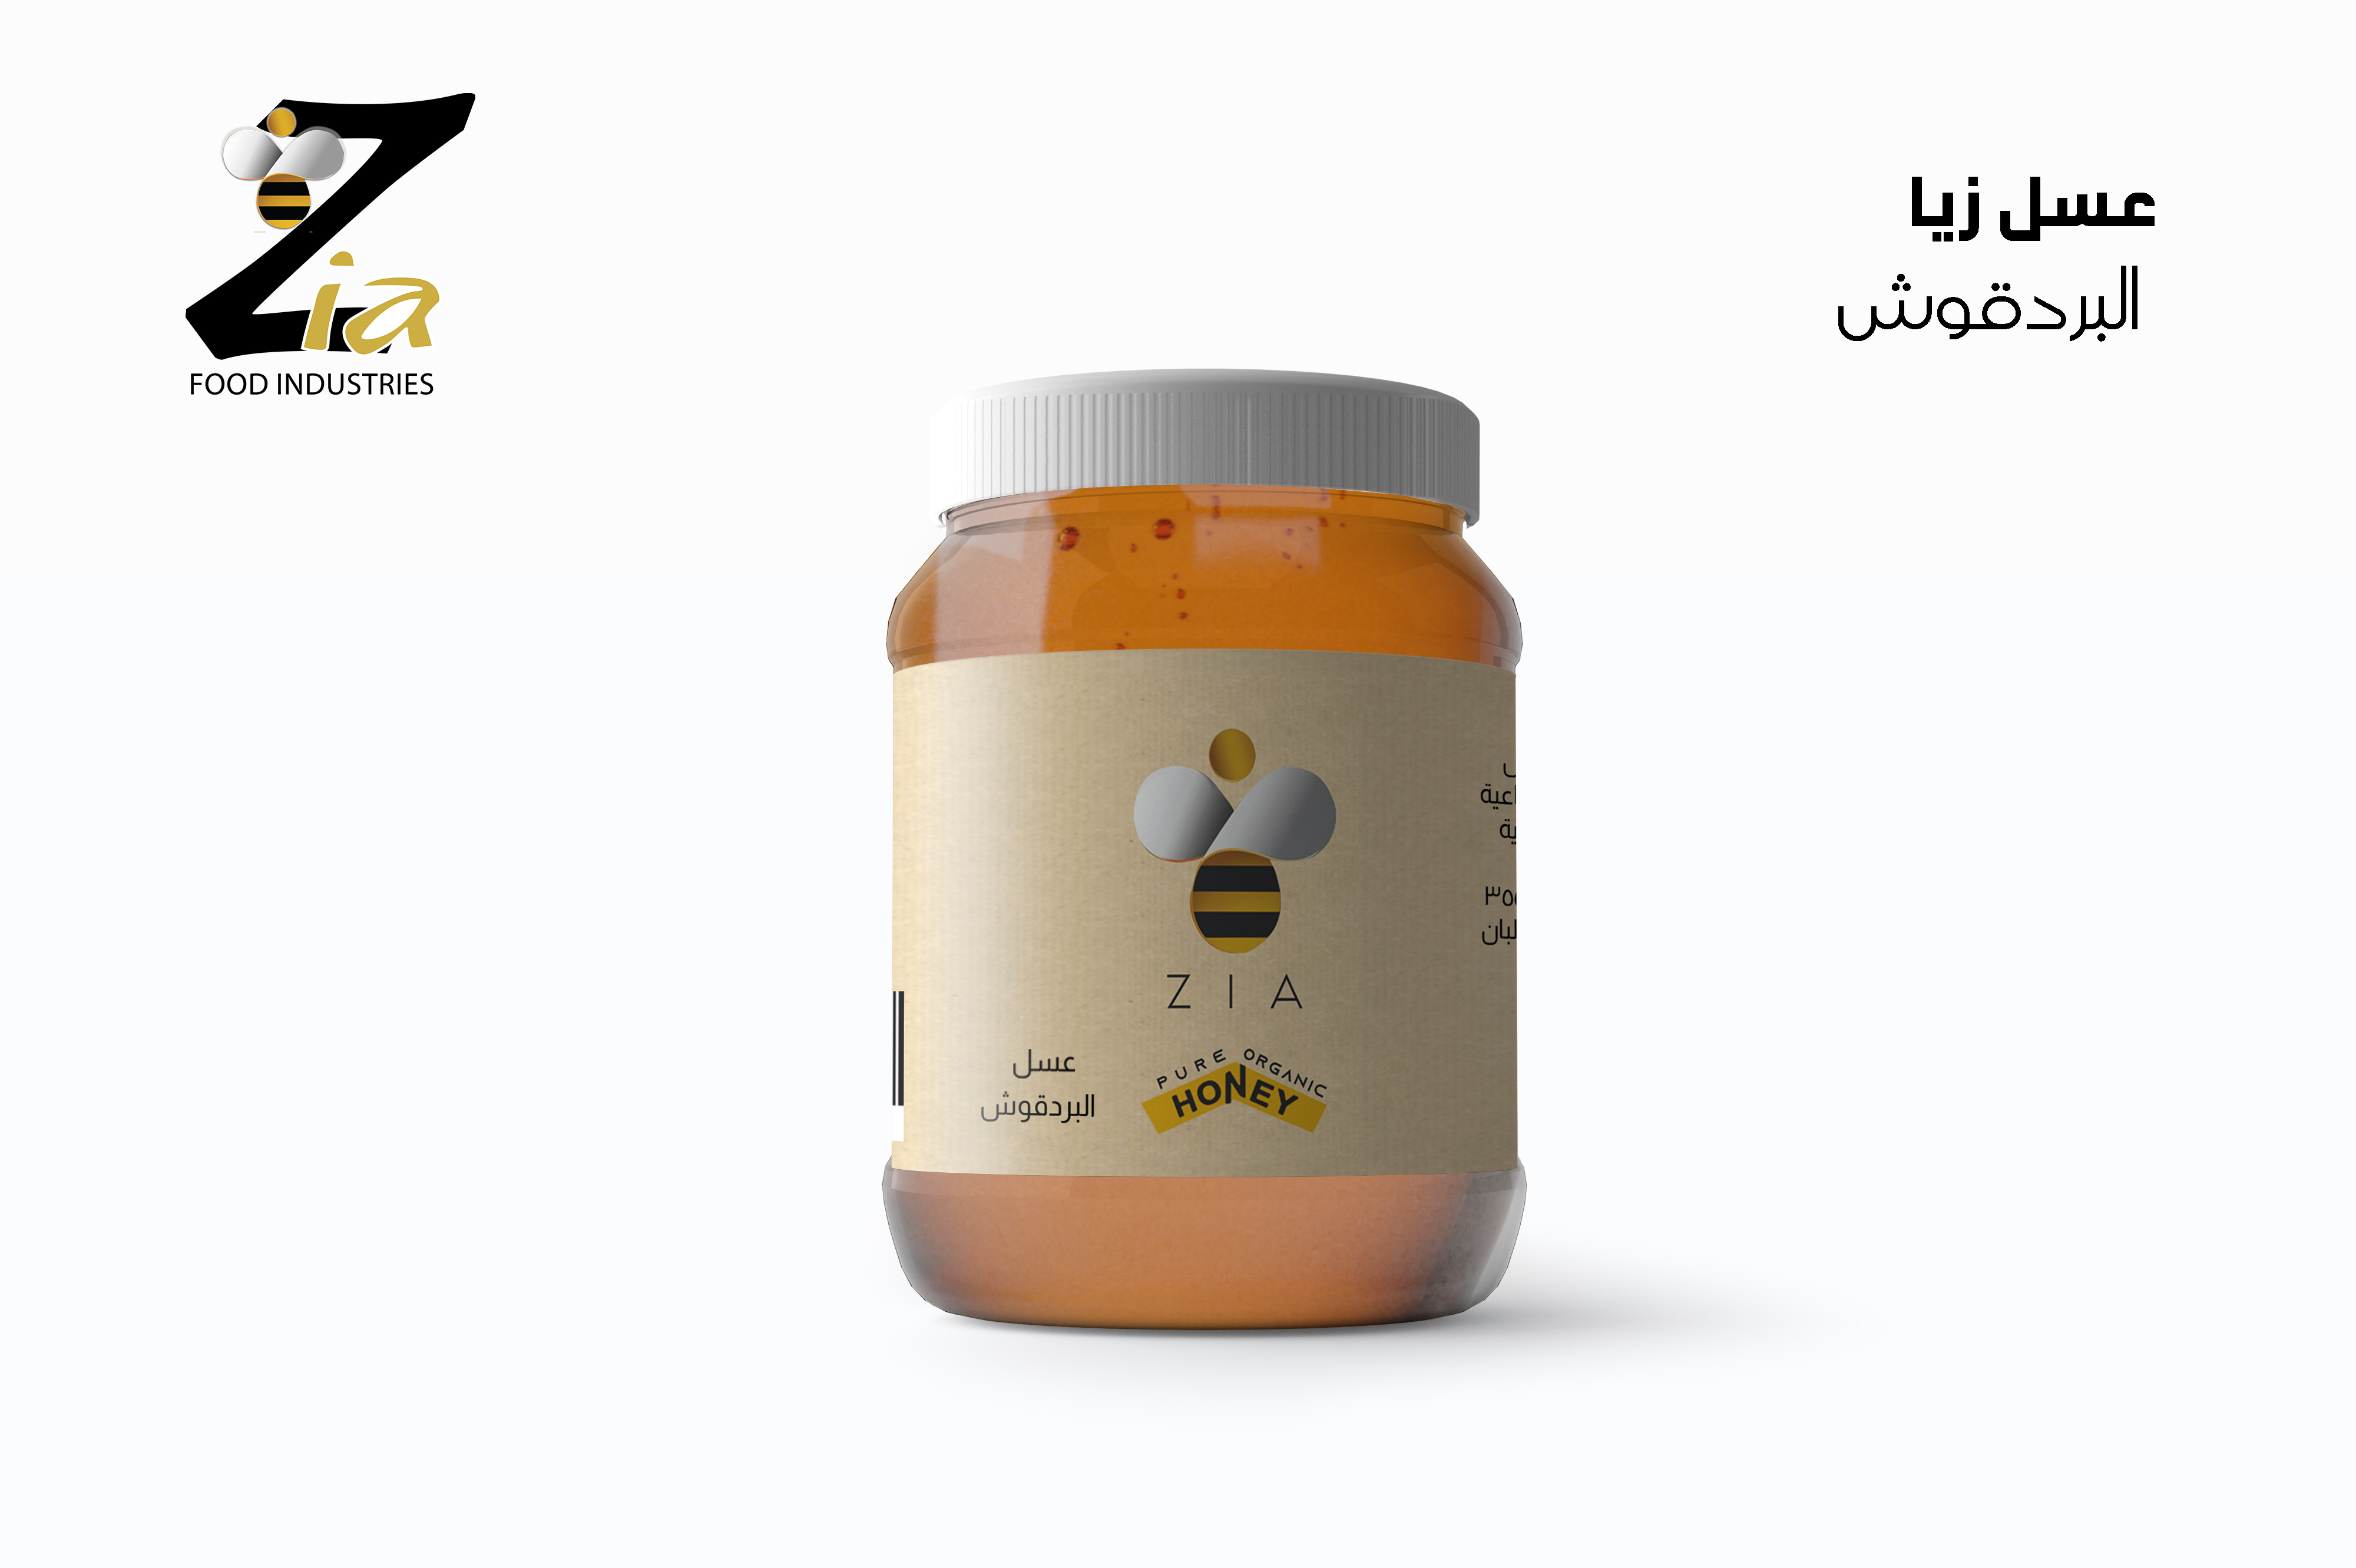 Zia
FOOD INDUSTRIES
عسل زيا
البردقوش
ZIA
PURE ORGANIC
HONEY
عسل
البردقوش